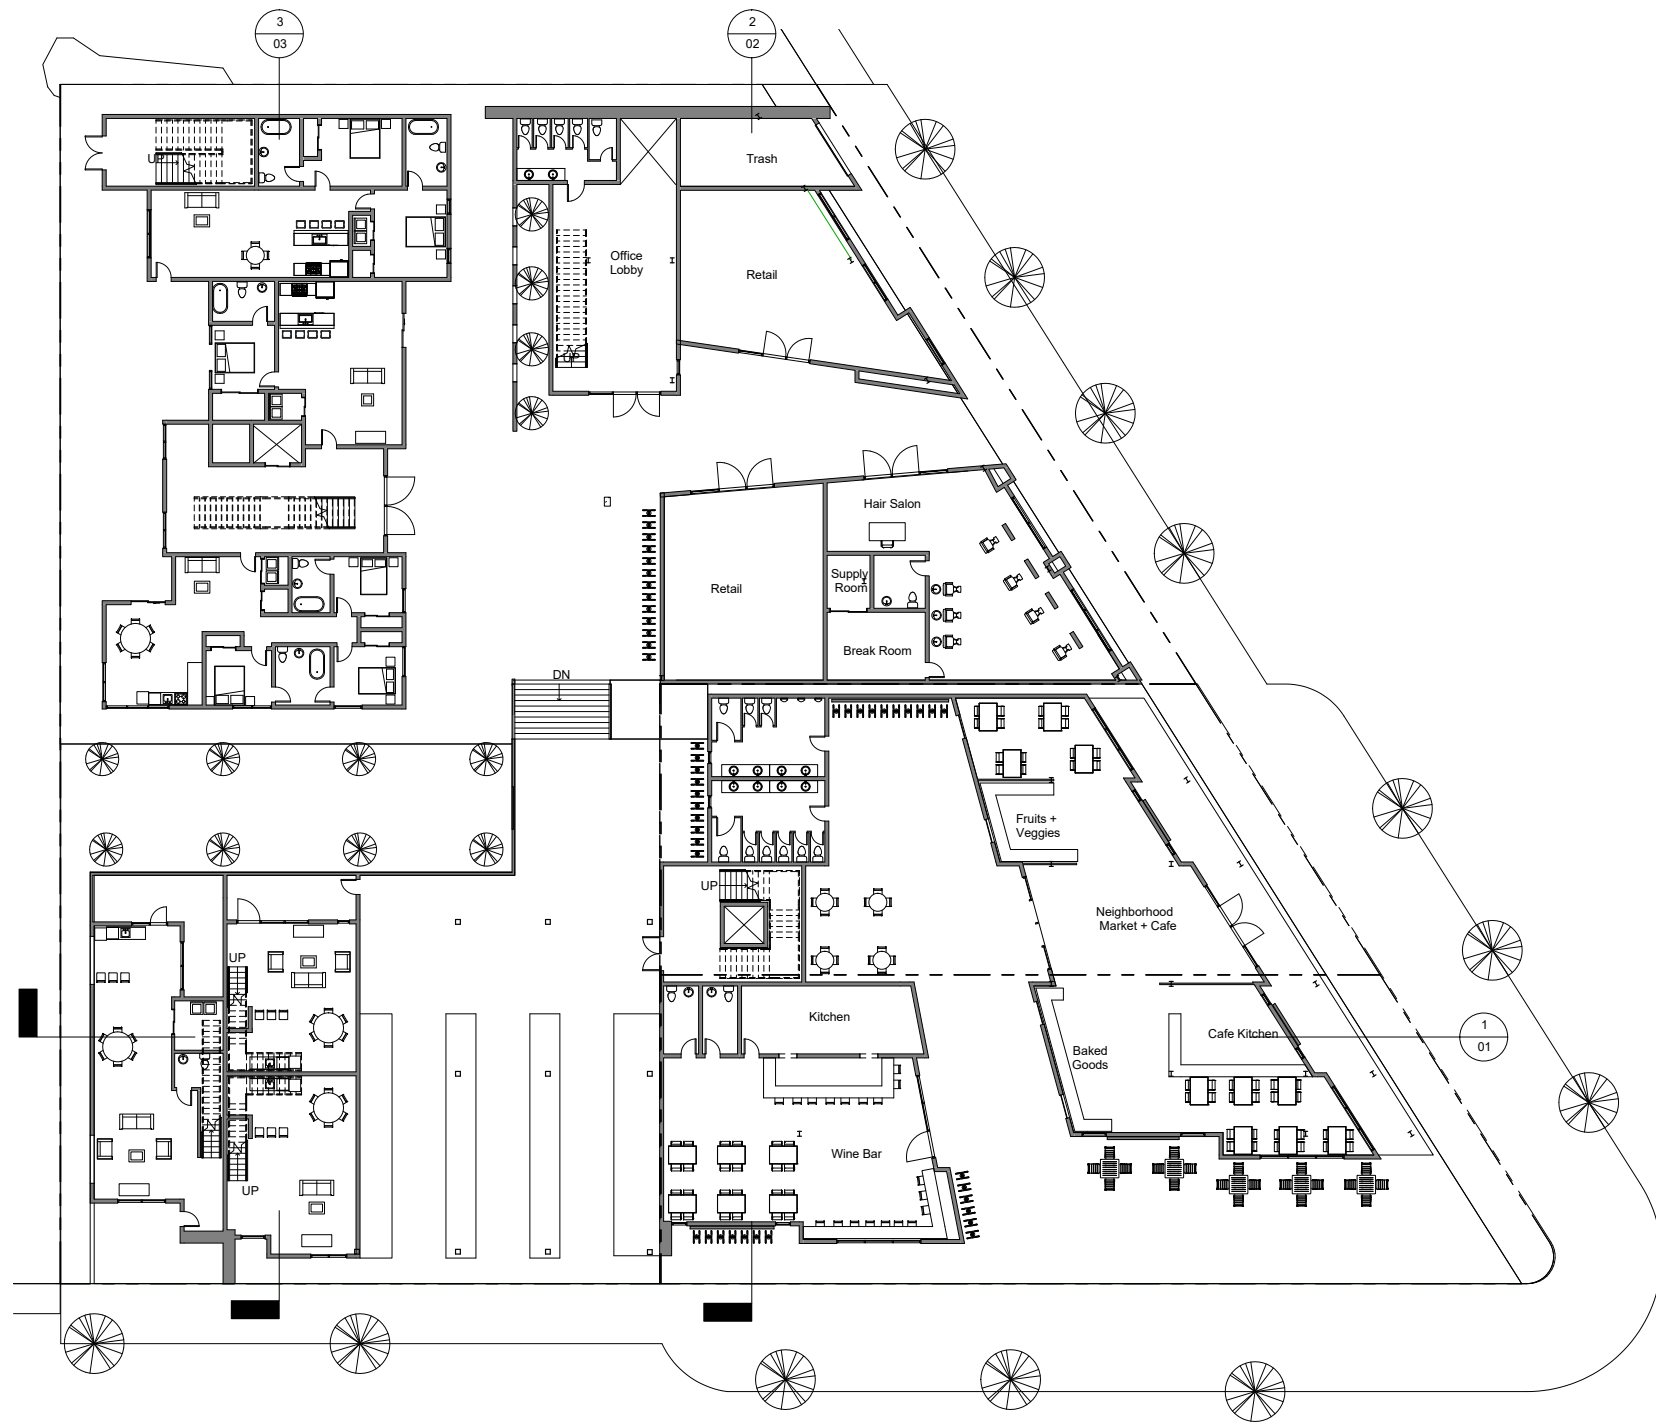 3
03
2
02
UP
Trash
Office
Lobby
Retail
UP
Hair Salon
Supply
Room
Retail
Break Room
DN
Fruits +
Veggies
UP
Neighborhood
Market + Cafe
UP
Kitchen
Cafe Kitchen
1
01
Baked
Goods
Wine Bar
UP